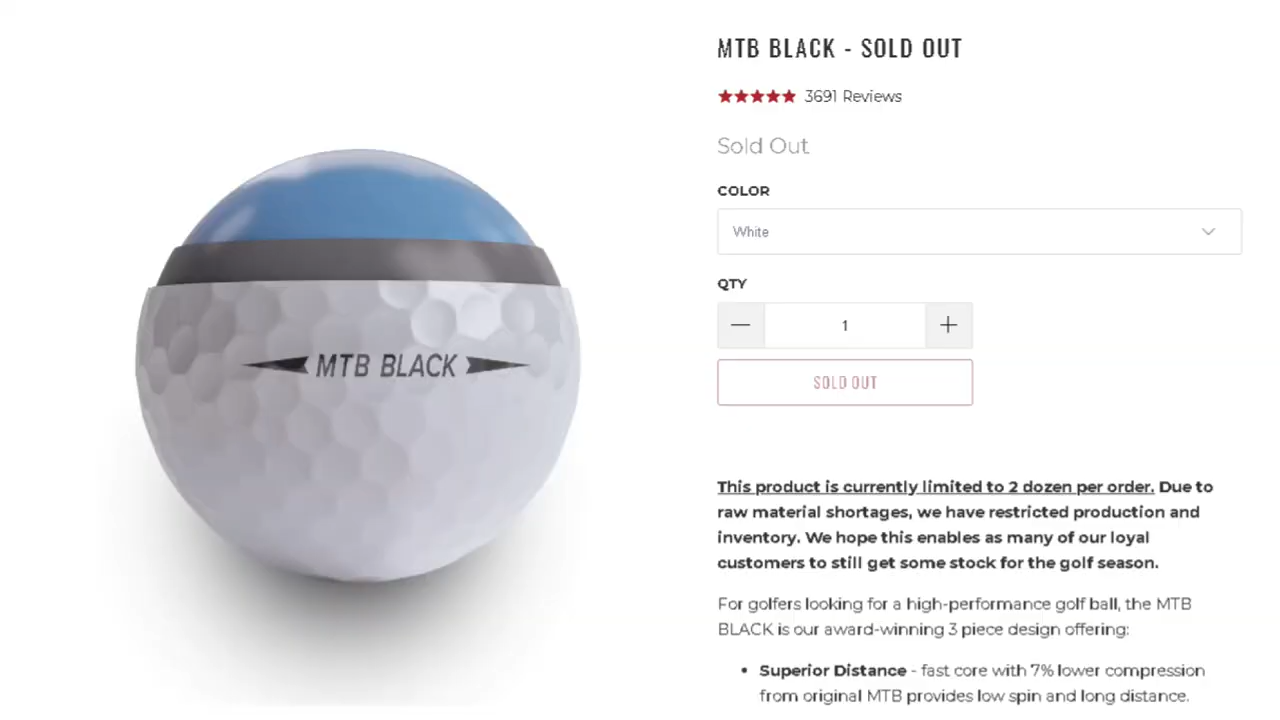 MTB BLACK - SOLD OUT
★★★★★ 3691 Reviews
Sold Out
COLOR
White
QTY
1
SOLD OUT
MTB BLACK
This product is currently limited to 2 dozen per order. Due to
raw material shortages, we have restricted production and
inventory. We hope this enables as many of our loyal
customers to still get some stock for the golf season.
For golfers looking for a high-performance golf ball, the MTB
BLACK is our award-winning 3 piece design offering:
• Superior Distance - fast core with 7% lower compression
from original MTB provides low spin and long distance.